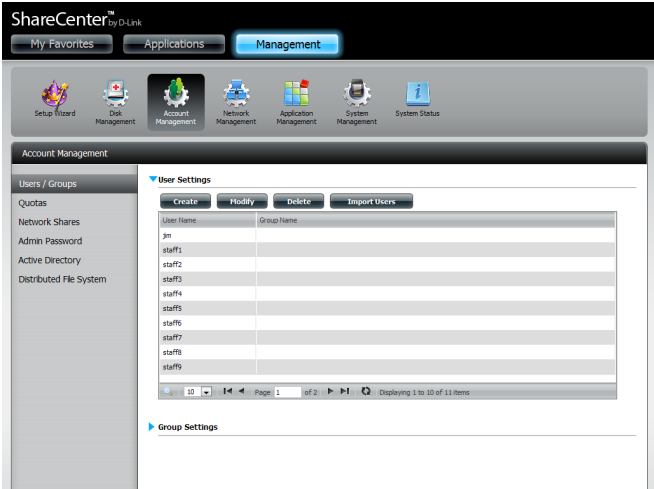 ShareCenter™ by D-Link
My Favorites Applications Management
Setup Wizard Disk Management Account Management Network Management Application Management System Management System Status
Account Management
Users / Groups
Quotas
Network Shares
Admin Password
Active Directory
Distributed File System
User Settings
Create Modify Delete Import Users
User Name Group Name
jim
staff1
staff2
staff3
staff4
staff5
staff6
staff7
staff8
staff9
10 Page 1 of 2 Displaying 1 to 10 of 11 items
Group Settings